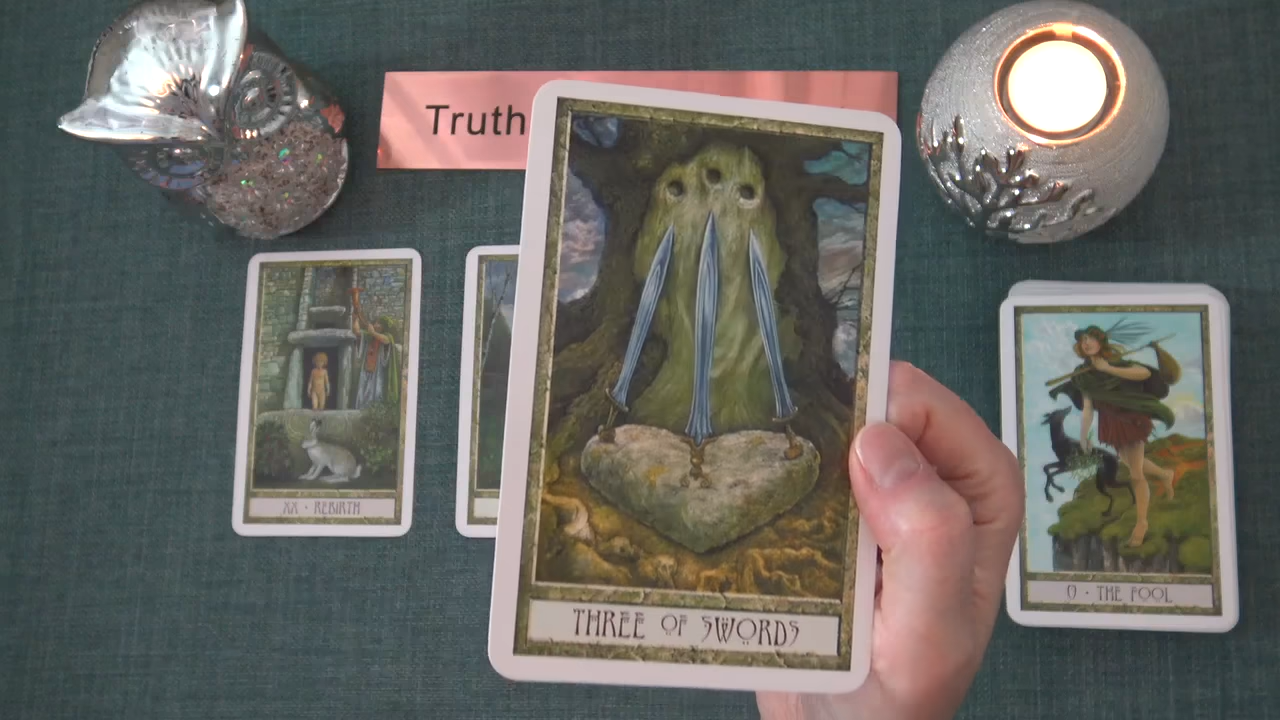 Truth
XX · REBIRTH
THREE OF SWORDS
0 · THE FOOL